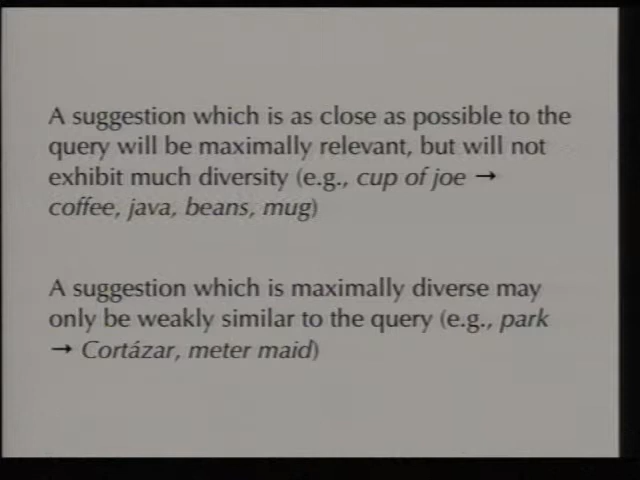 A suggestion which is as close as possible to the
query will be maximally relevant, but will not
exhibit much diversity (e.g., cup of joe →
coffee, java, beans, mug)
A suggestion which is maximally diverse may
only be weakly similar to the query (e.g., park
→ Cortázar, meter maid)